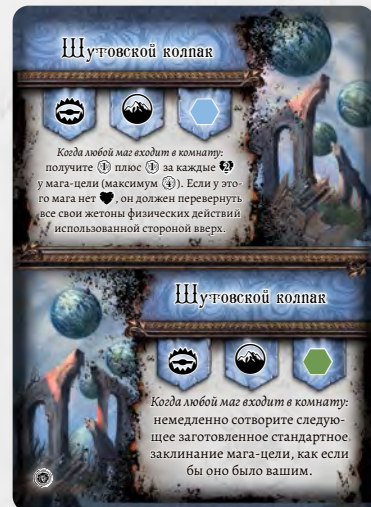 Шутовской колпак
Когда любой маг входит в комнату:
получите 1 плюс 1 за каждые 2
у мага-цели (максимум 4). Если у это-
го мага нет , он должен перевернуть
все свои жетоны физических действий
использованной стороной вверх.
Шутовской колпак
Когда любой маг входит в комнату:
немедленно сотворите следую-
щее заготовленное стандартное
заклинание мага-цели, как если
бы оно было вашим.